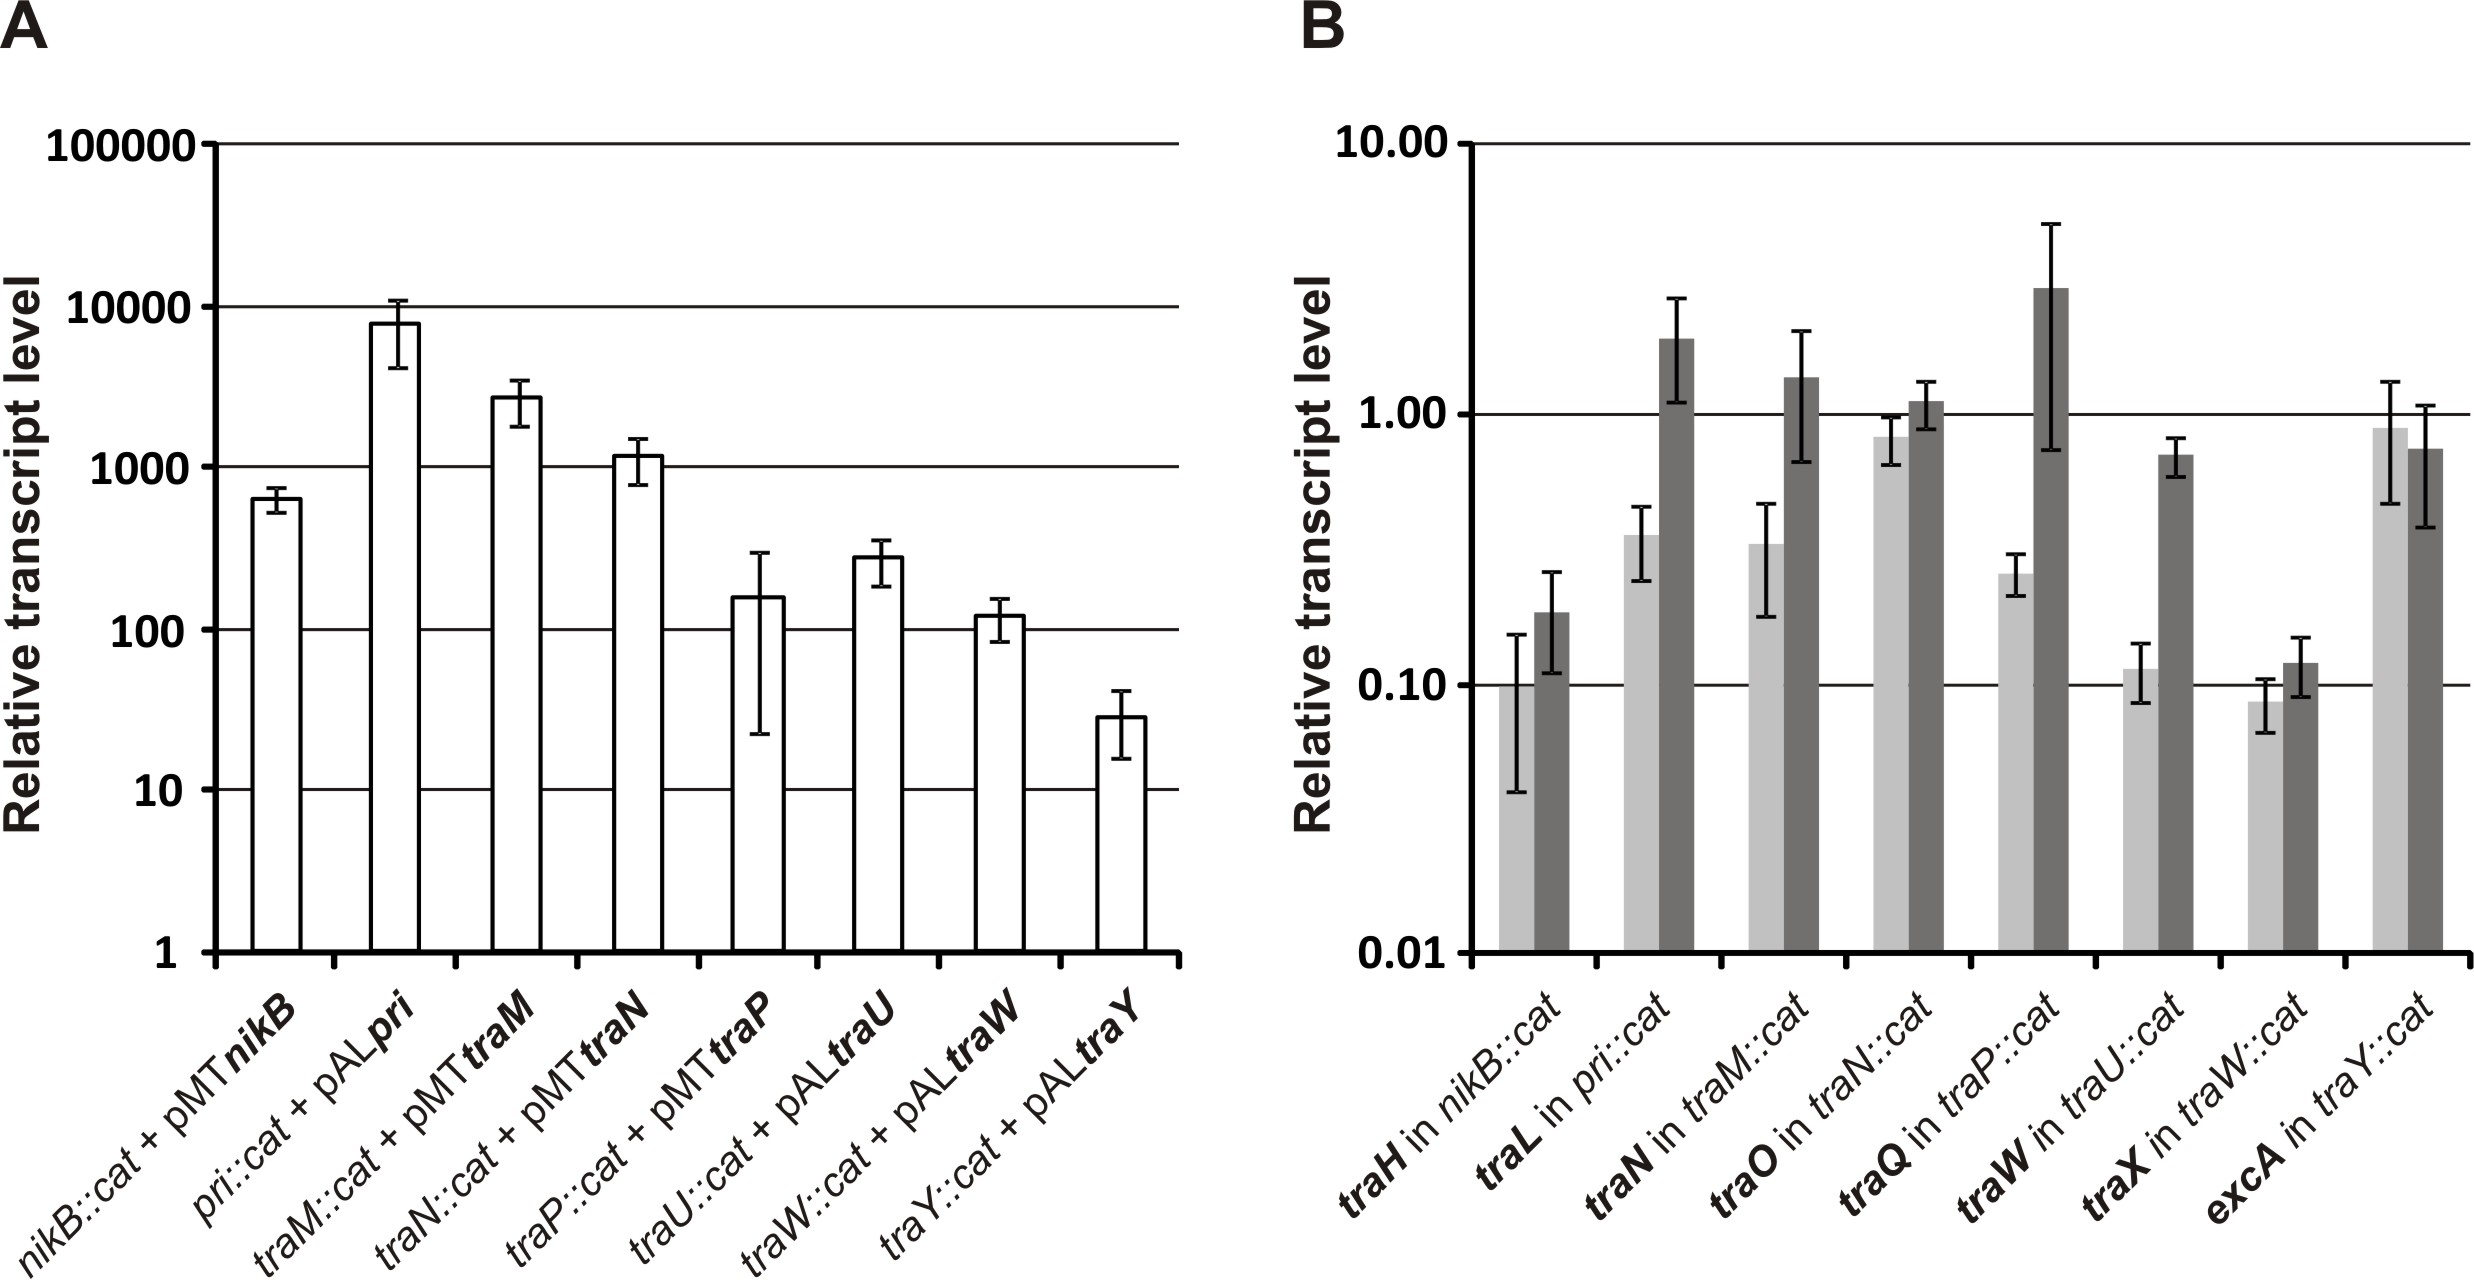 A
Relative transcript level
100000
10000
1000
100
10
1
nikB::cat + pMTnikB
pri::cat + pALpri
traM::cat + pMTtraM
traN::cat + pMTtraN
traP::cat + pMTtraP
traU::cat + pALtraU
traW::cat + pALtraW
traY::cat + pALtraY
B
Relative transcript level
10.00
1.00
0.10
0.01
traH in nikB::cat
traL in pri::cat
traN in traM::cat
traO in traN::cat
traQ in traP::cat
traW in traU::cat
traX in traW::cat
excA in traY::cat